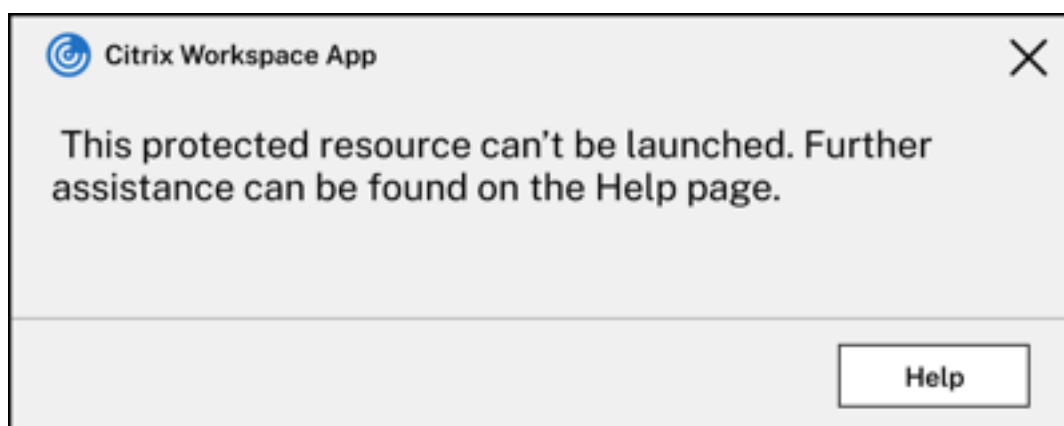 Citrix Workspace App
This protected resource can’t be launched. Further
assistance can be found on the Help page.
Help